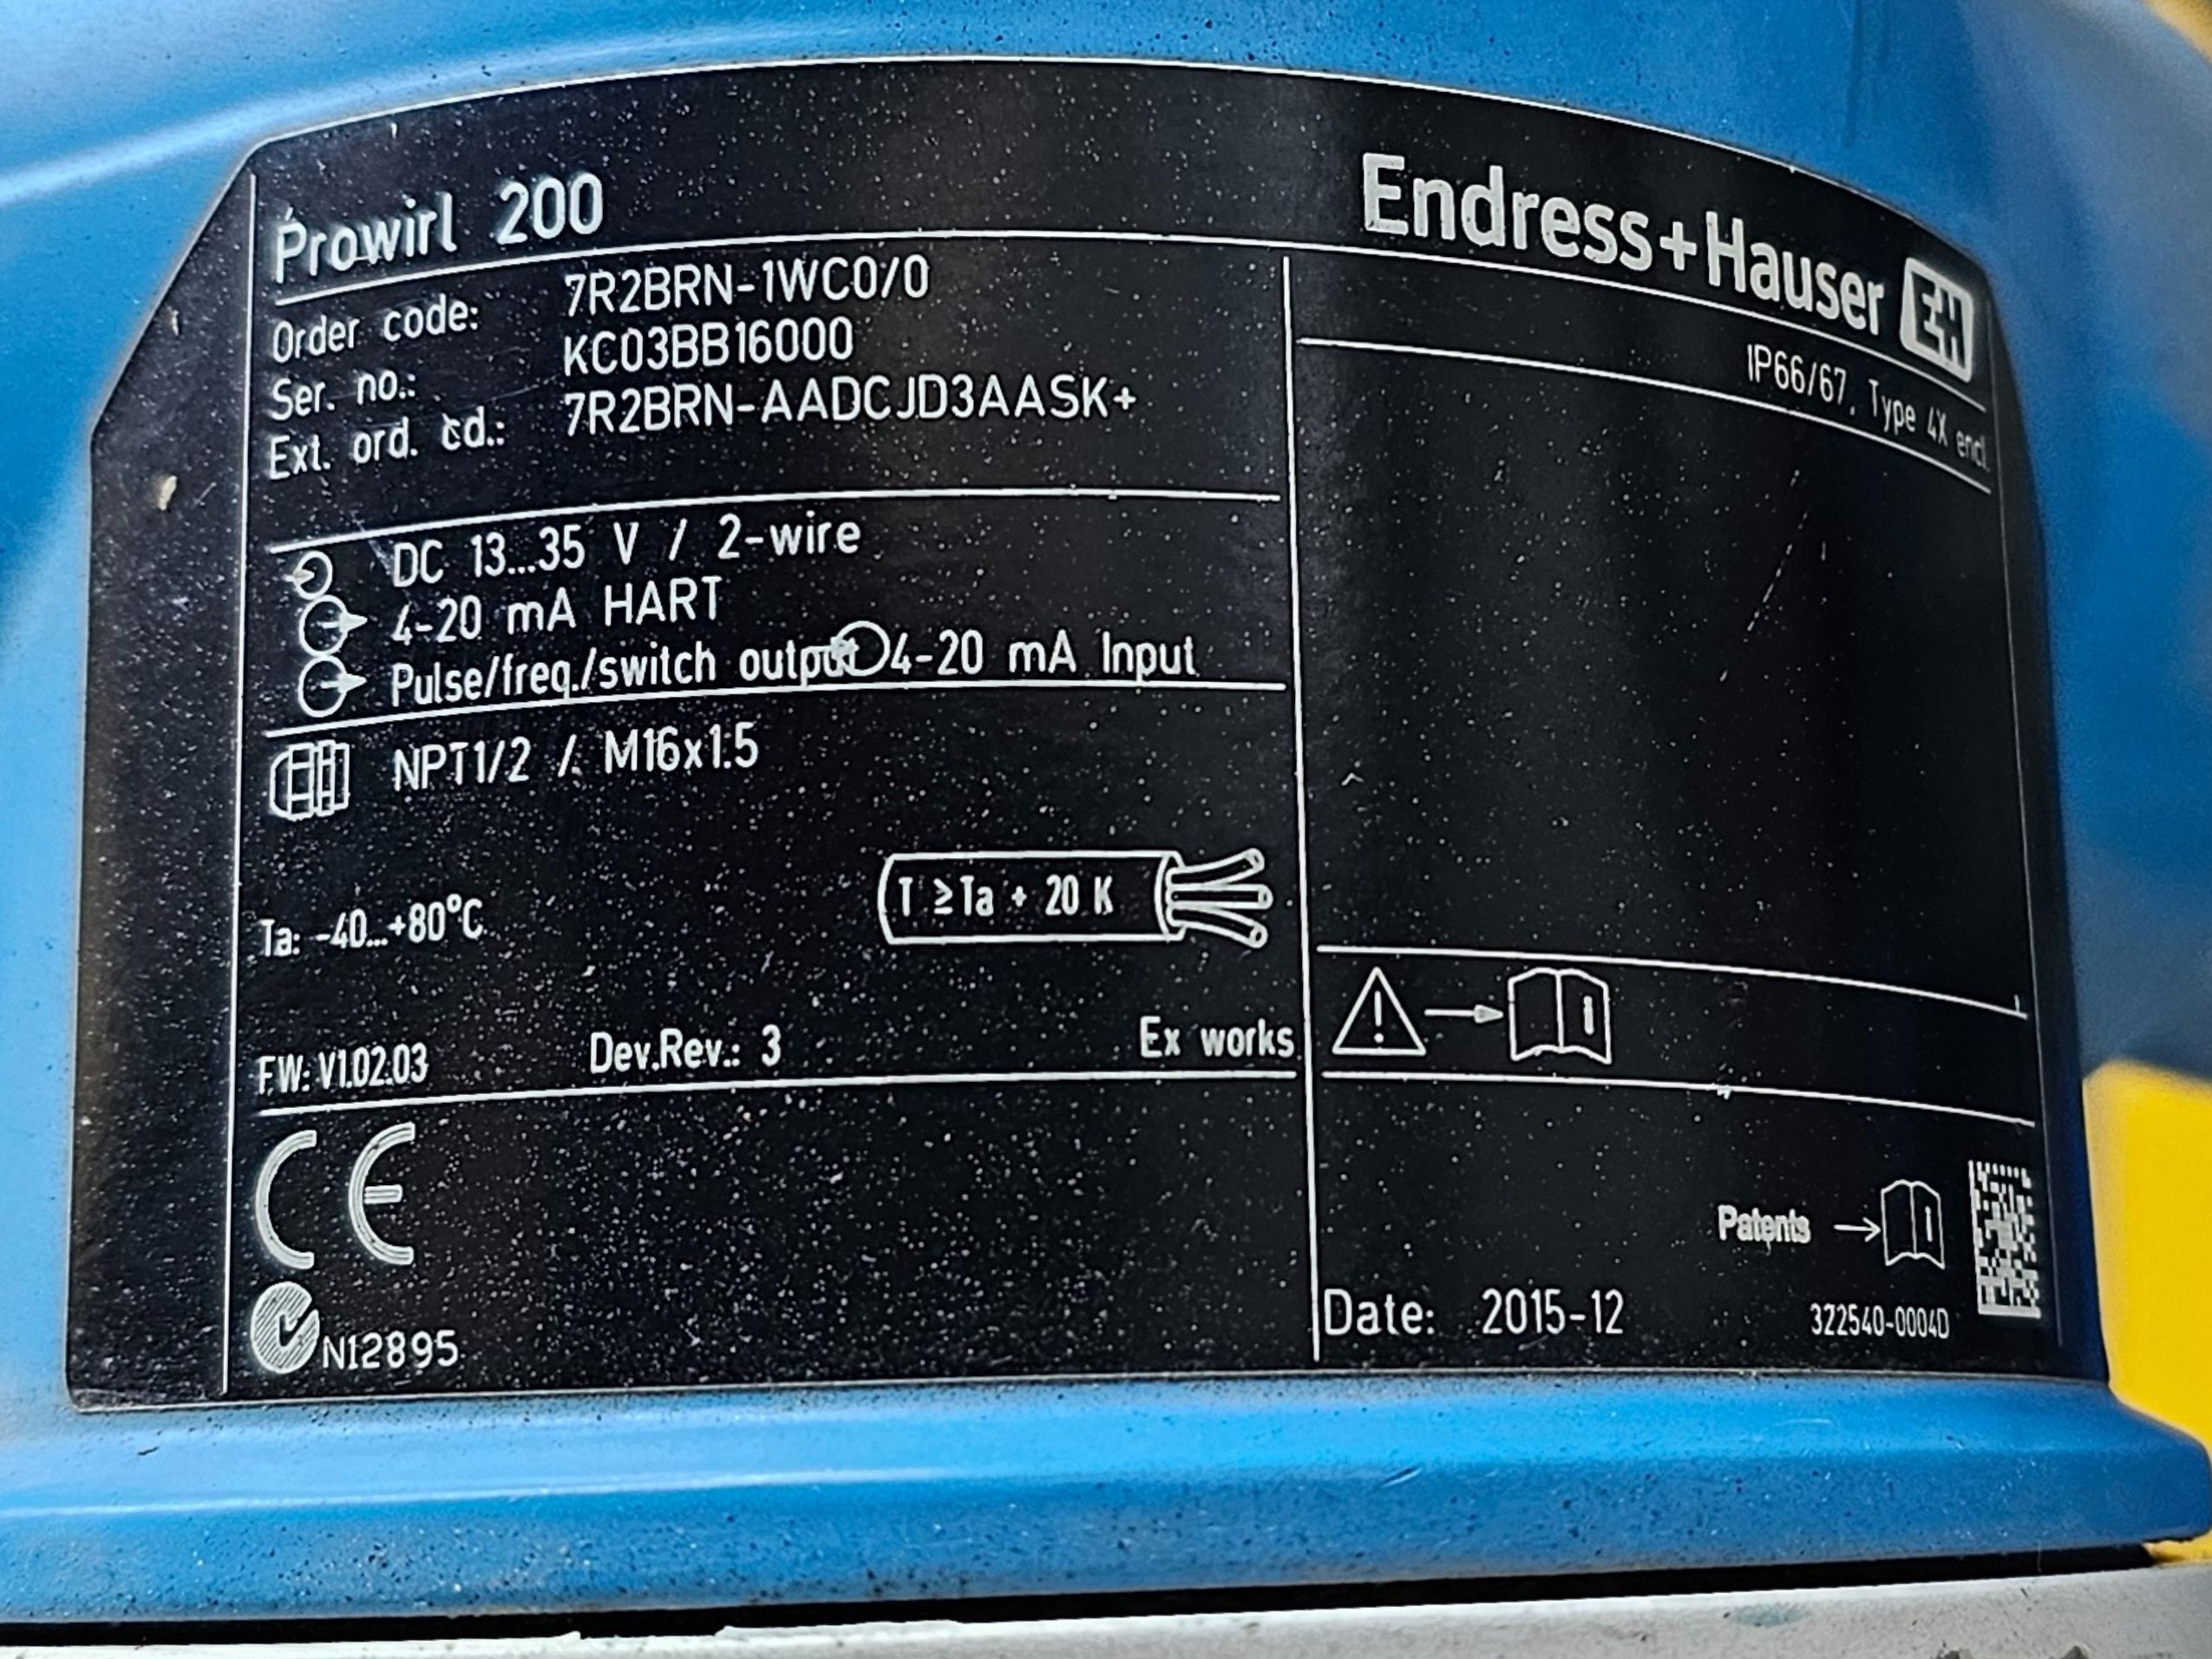 Prowirl 200
Endress+Hauser EH
Order code: 7R2BRN-1WC0/0
Ser. no.: KC03BB16000
Ext. ord. cd.: 7R2BRN-AADCJD3AASK+
IP66/67, Type 4X encl.
DC 13...35 V / 2-wire
4-20 mA HART
Pulse/freq./switch output 4-20 mA Input
NPT1/2 / M16x1.5
T ≥Ta + 20 K
Ta: -40...+80°C
FW: V1.02.03 Dev.Rev.: 3 Ex works
CE
N12895
Patents
Date: 2015-12
322540-0004D